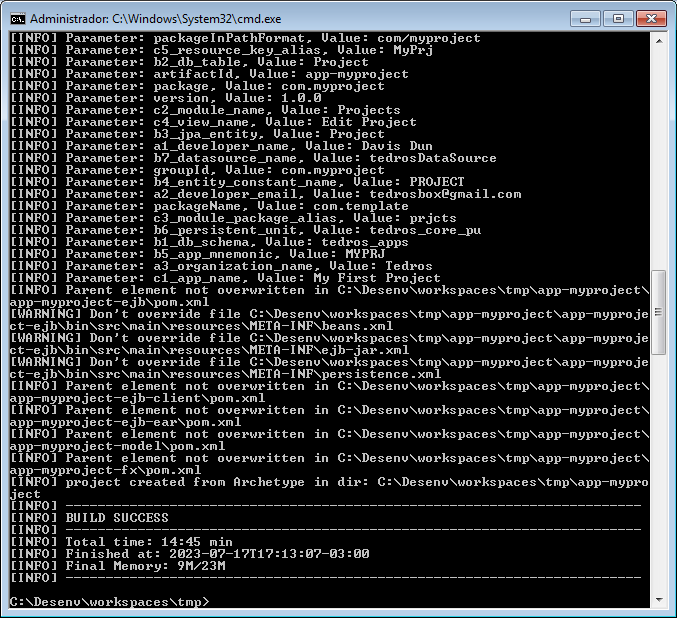 Administrador: C:\Windows\System32\cmd.exe
[INFO] Parameter: packageInPathFormat, Value: com/myproject
[INFO] Parameter: c5_resource_key_alias, Value: MyPrj
[INFO] Parameter: b2_db_table, Value: Project
[INFO] Parameter: artifactId, Value: app-myproject
[INFO] Parameter: package, Value: com.myproject
[INFO] Parameter: version, Value: 1.0.0
[INFO] Parameter: c2_module_name, Value: Projects
[INFO] Parameter: c4_view_name, Value: Edit Project
[INFO] Parameter: b3_jpa_entity, Value: Project
[INFO] Parameter: a1_developer_name, Value: Davis Dun
[INFO] Parameter: b7_datasource_name, Value: tedrosDataSource
[INFO] Parameter: groupId, Value: com.myproject
[INFO] Parameter: b4_entity_constant_name, Value: PROJECT
[INFO] Parameter: a2_developer_email, Value: tedrosbox@gmail.com
[INFO] Parameter: packageName, Value: com.template
[INFO] Parameter: c3_module_package_alias, Value: prjcts
[INFO] Parameter: b6_persistent_unit, Value: tedros_core_pu
[INFO] Parameter: b1_db_schema, Value: tedros_apps
[INFO] Parameter: b5_app_mnemonic, Value: MYPRJ
[INFO] Parameter: a3_organization_name, Value: Tedros
[INFO] Parameter: c1_app_name, Value: My First Project
[INFO] Parent element not overwritten in C:\Desenv\workspaces\tmp\app-myproject\
app-myproject-ejb\pom.xml
[WARNING] Don't override file C:\Desenv\workspaces\tmp\app-myproject\app-myproje
ct-ejb\bin\src\main\resources\META-INF\beans.xml
[WARNING] Don't override file C:\Desenv\workspaces\tmp\app-myproject\app-myproje
ct-ejb\bin\src\main\resources\META-INF\ejb-jar.xml
[WARNING] Don't override file C:\Desenv\workspaces\tmp\app-myproject\app-myproje
ct-ejb\bin\src\main\resources\META-INF\persistence.xml
[INFO] Parent element not overwritten in C:\Desenv\workspaces\tmp\app-myproject\
app-myproject-ejb-client\pom.xml
[INFO] Parent element not overwritten in C:\Desenv\workspaces\tmp\app-myproject\
app-myproject-ejb-ear\pom.xml
[INFO] Parent element not overwritten in C:\Desenv\workspaces\tmp\app-myproject\
app-myproject-model\pom.xml
[INFO] Parent element not overwritten in C:\Desenv\workspaces\tmp\app-myproject\
app-myproject-fx\pom.xml
[INFO] project created from Archetype in dir: C:\Desenv\workspaces\tmp\app-mypro
ject
[INFO] ------------------------------------------------------------------------
[INFO] BUILD SUCCESS
[INFO] ------------------------------------------------------------------------
[INFO] Total time: 14:45 min
[INFO] Finished at: 2023-07-17T17:13:07-03:00
[INFO] Final Memory: 9M/23M
[INFO] ------------------------------------------------------------------------
C:\Desenv\workspaces\tmp>